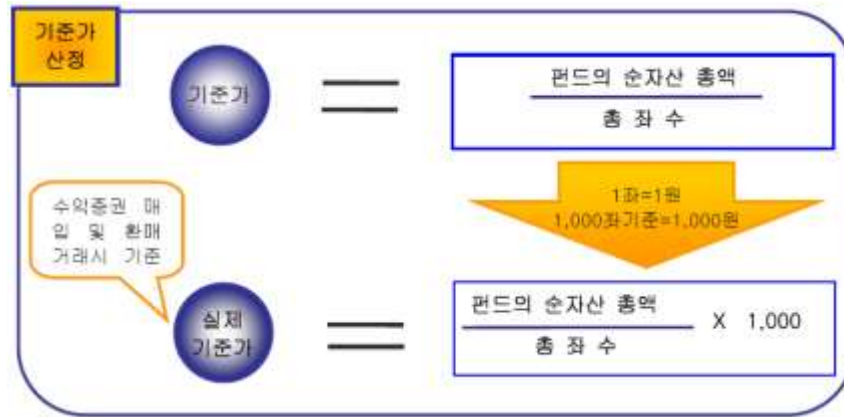 기준가
산정
기준가
펀드의 순자산 총액
총 좌 수
1좌=1원
1,000좌기준=1,000원
수익증권 매
입 및 환매
거래시 기준
실제
기준가
펀드의 순자산 총액
총 좌 수
X 1,000